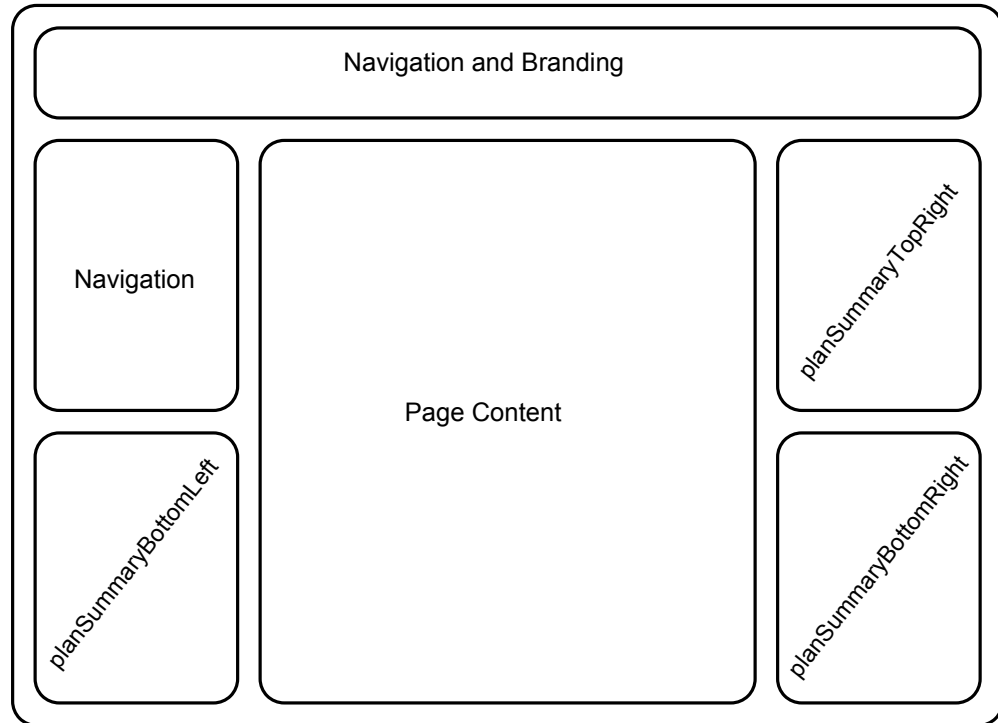 Navigation and Branding
Navigation
Page Content
planSummaryTopRight
planSummaryBottomLeft
planSummaryBottomRight